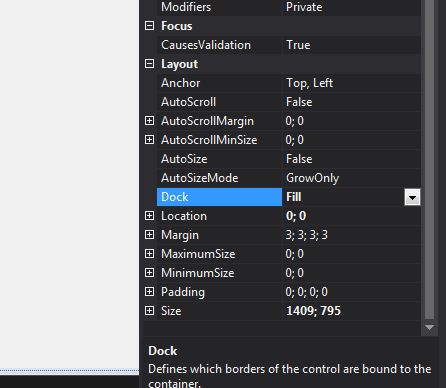 Modifiers Private
Focus
CausesValidation True
Layout
Anchor Top, Left
AutoScroll False
AutoScrollMargin 0; 0
AutoScrollMinSize 0; 0
AutoSize False
AutoSizeMode GrowOnly
Dock Fill
Location 0; 0
Margin 3; 3; 3; 3
MaximumSize 0; 0
MinimumSize 0; 0
Padding 0; 0; 0; 0
Size 1409; 795
Dock
Defines which borders of the control are bound to the
container.